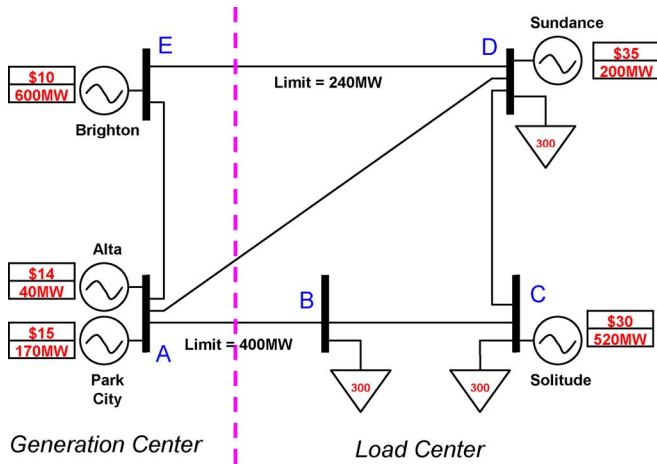 Sundance
E
D
$10
600MW
$35
200MW
Limit = 240MW
Brighton
300
Alta
$14
40MW
B
C
$15
170MW
$30
520MW
A
Limit = 400MW
Park
City
300
300
Solitude
Generation Center
Load Center